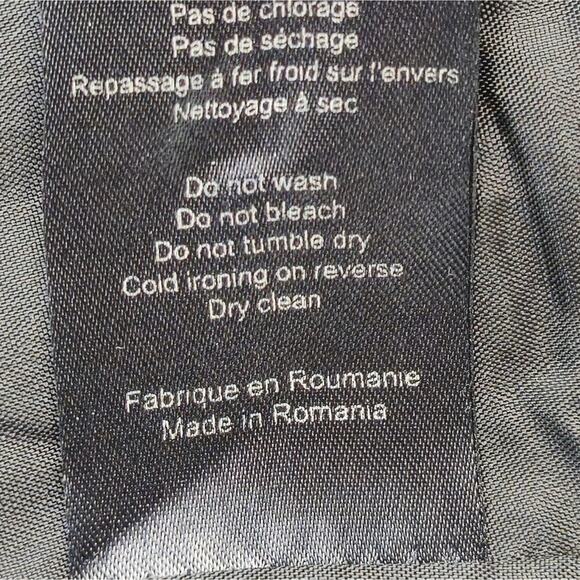 Pas de chlorage
Pas de séchage
Repassage à fer froid sur l'envers
Nettoyage à sec
Do not wash
Do not bleach
Do not tumble dry
Cold ironing on reverse
Dry clean
Fabrique en Roumanie
Made in Romania